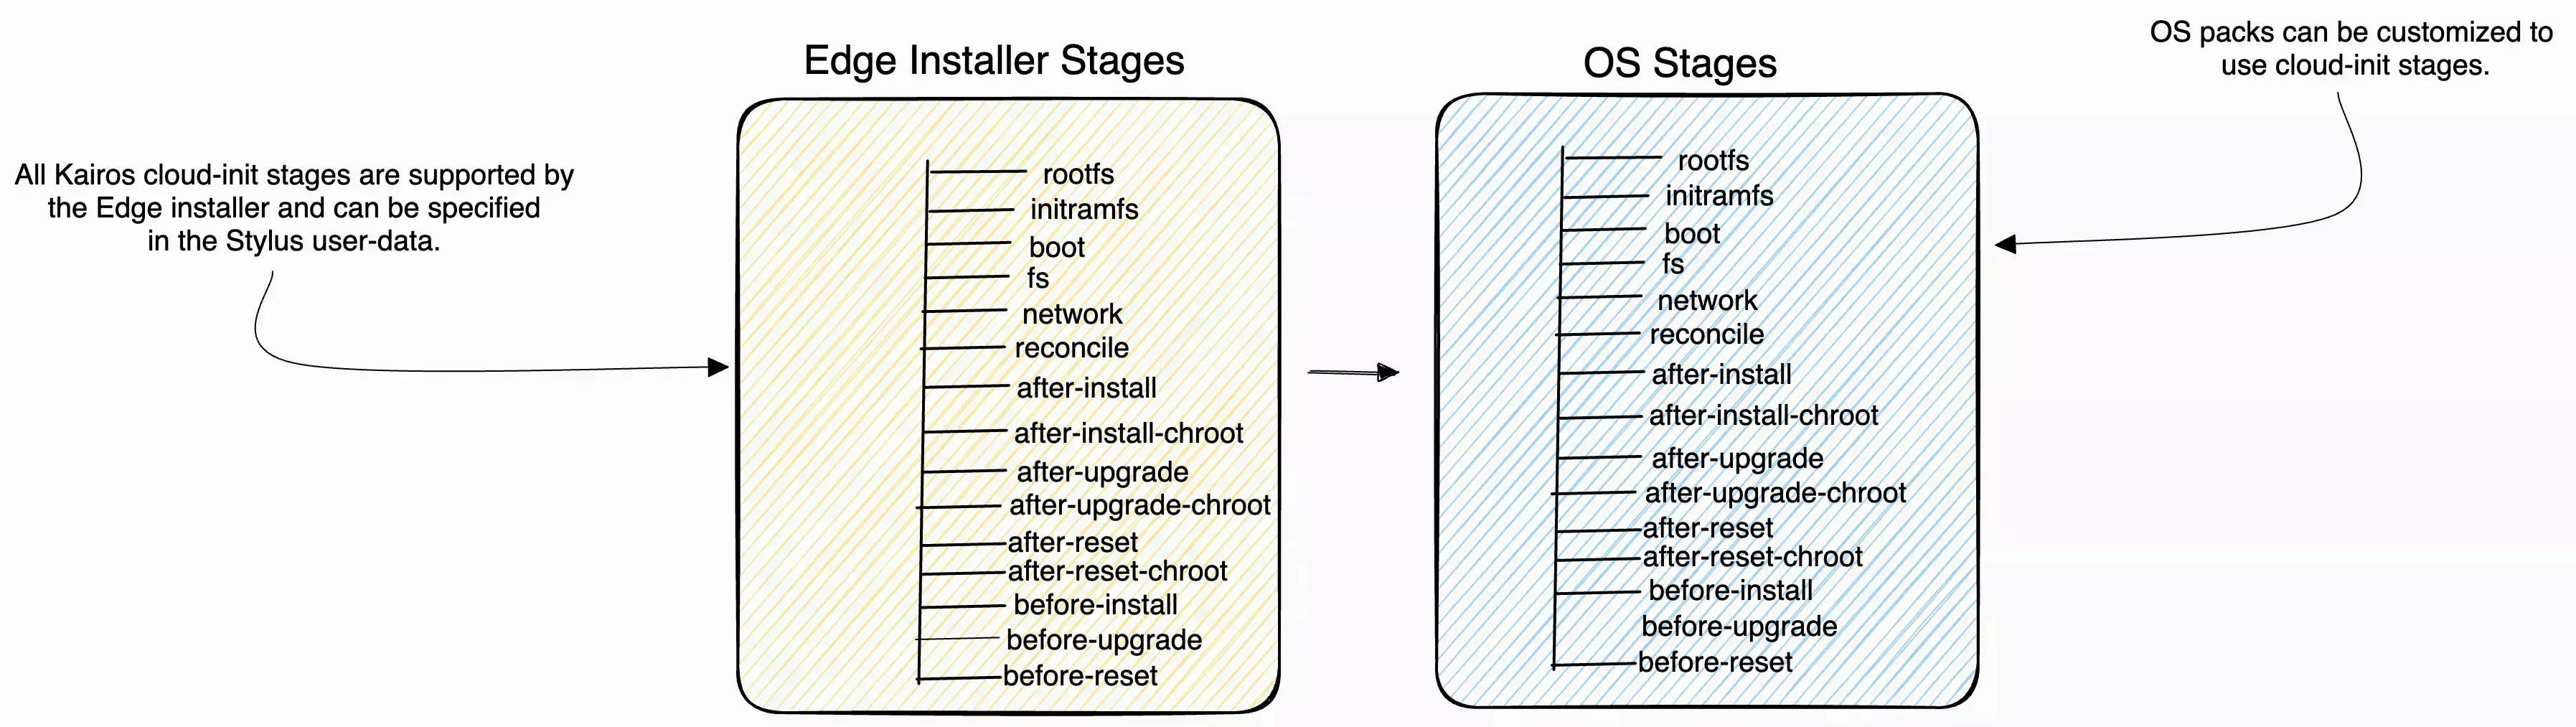 All Kairos cloud-init stages are supported by
the Edge installer and can be specified
in the Stylus user-data.
Edge Installer Stages
rootfs
initramfs
boot
fs
network
reconcile
after-install
after-install-chroot
after-upgrade
after-upgrade-chroot
after-reset
after-reset-chroot
before-install
before-upgrade
before-reset
OS Stages
rootfs
initramfs
boot
fs
network
reconcile
after-install
after-install-chroot
after-upgrade
after-upgrade-chroot
after-reset
after-reset-chroot
before-install
before-upgrade
before-reset
OS packs can be customized to
use cloud-init stages.